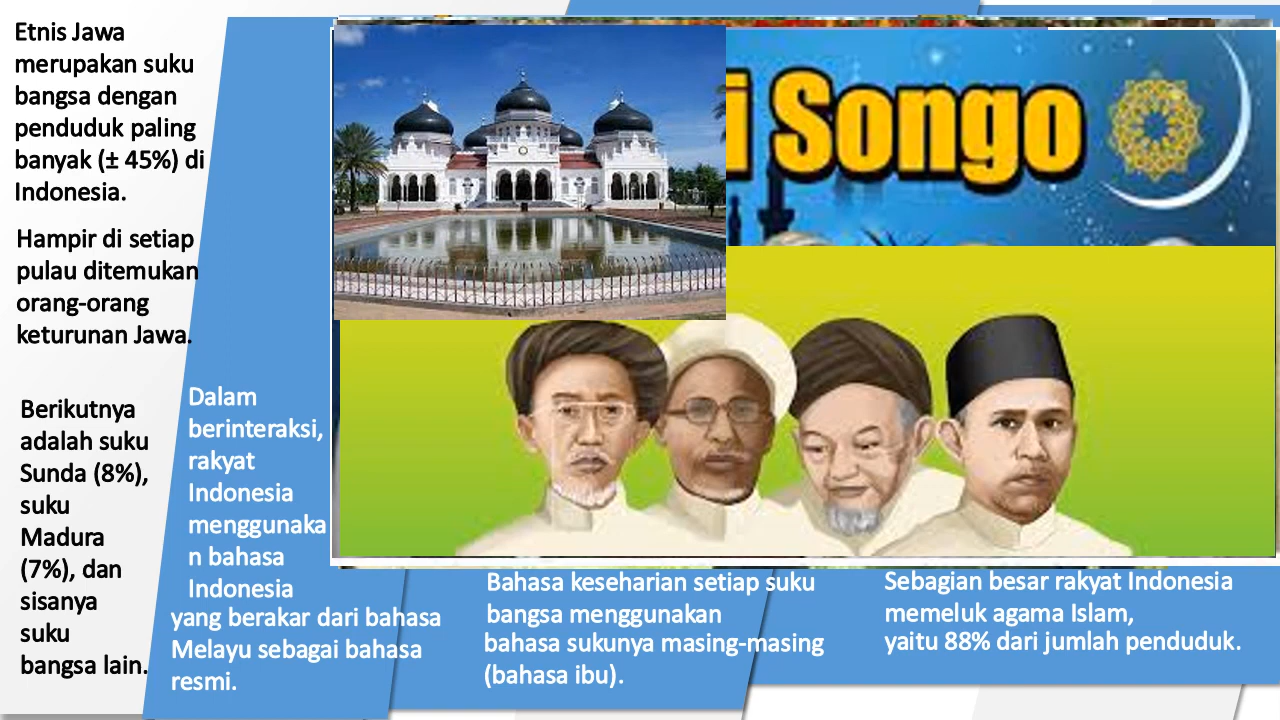 Etnis Jawa
merupakan suku
bangsa dengan
penduduk paling
banyak (± 45%) di
Indonesia.
Hampir di setiap
pulau ditemukan
orang-orang
keturunan Jawa.
Berikutnya
adalah suku
Sunda (8%),
suku
Madura
(7%), dan
sisanya
suku
bangsa lain.
Dalam
berinteraksi,
rakyat
Indonesia
menggunaka
n bahasa
Indonesia
yang berakar dari bahasa
Melayu sebagai bahasa
resmi.
i Songo
Bahasa keseharian setiap suku
bangsa menggunakan
bahasa sukunya masing-masing
(bahasa ibu).
Sebagian besar rakyat Indonesia
memeluk agama Islam,
yaitu 88% dari jumlah penduduk.